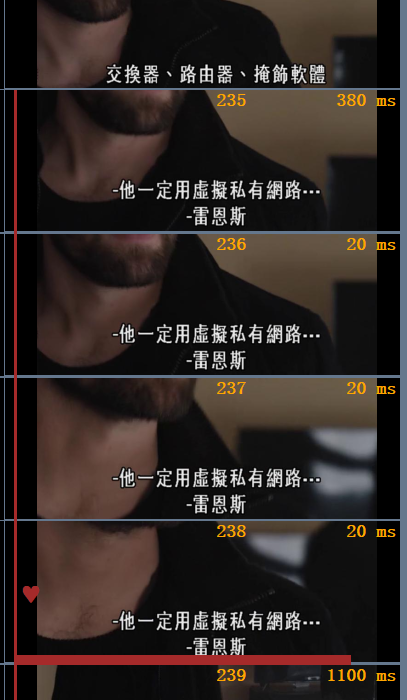 交換器、路由器、掩飾軟體
235 380 ms
-他一定用虛擬私有網路…
-雷恩斯
236 20 ms
-他一定用虛擬私有網路…
-雷恩斯
237 20 ms
-他一定用虛擬私有網路…
-雷恩斯
238 20 ms
-他一定用虛擬私有網路…
-雷恩斯
239 1100 ms